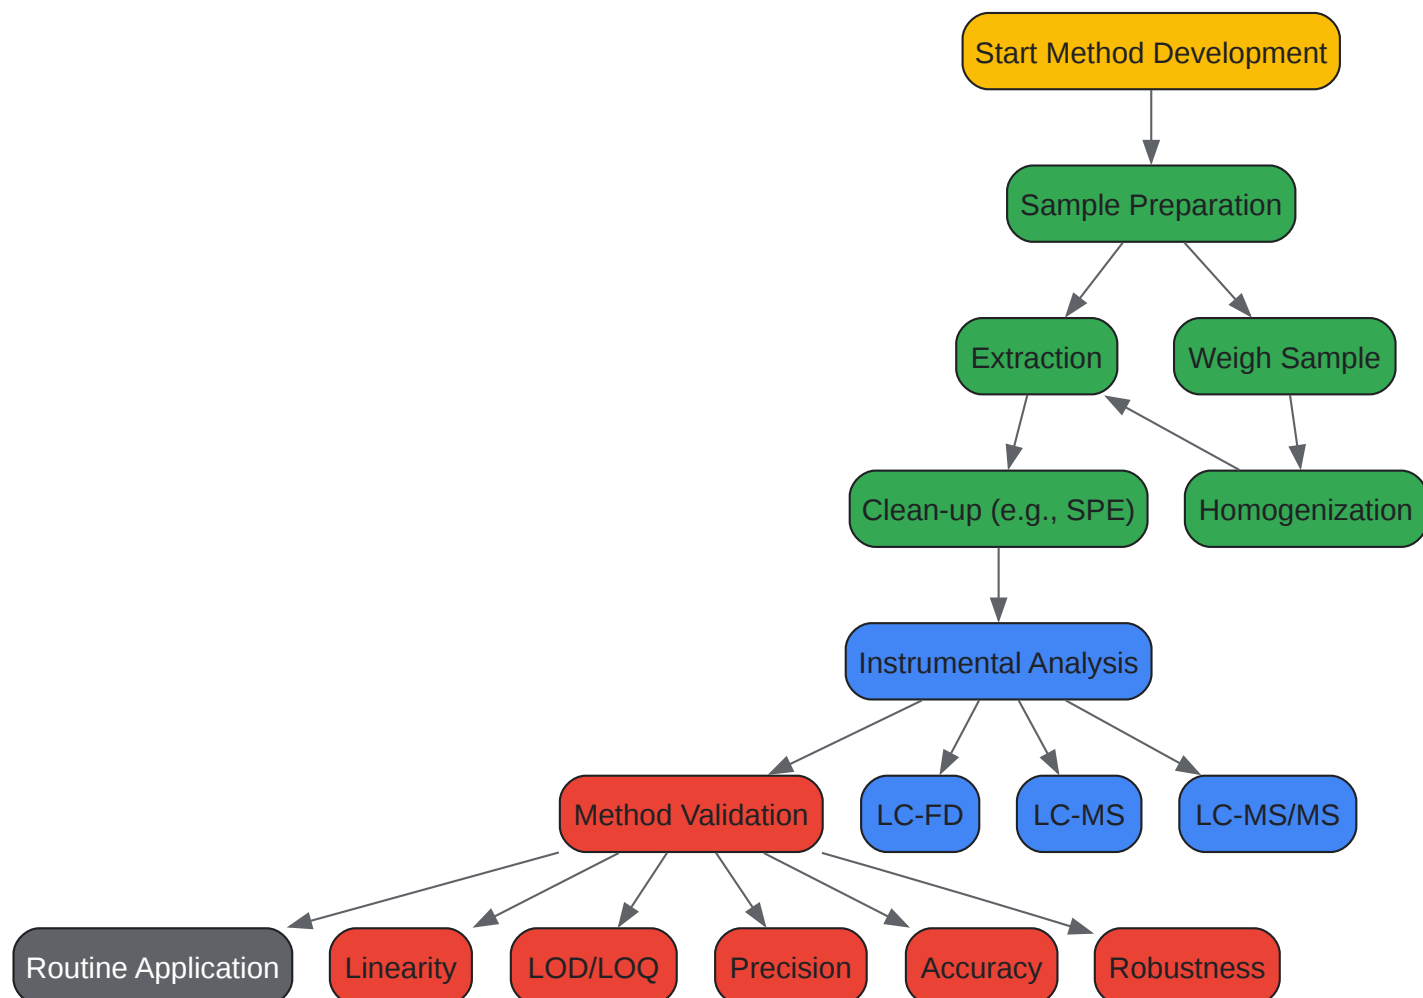 Start Method Development
Sample Preparation
Extraction
Weigh Sample
Clean-up (e.g., SPE)
Homogenization
Instrumental Analysis
Method Validation
LC-FD
LC-MS
LC-MS/MS
Routine Application
Linearity
LOD/LOQ
Precision
Accuracy
Robustness